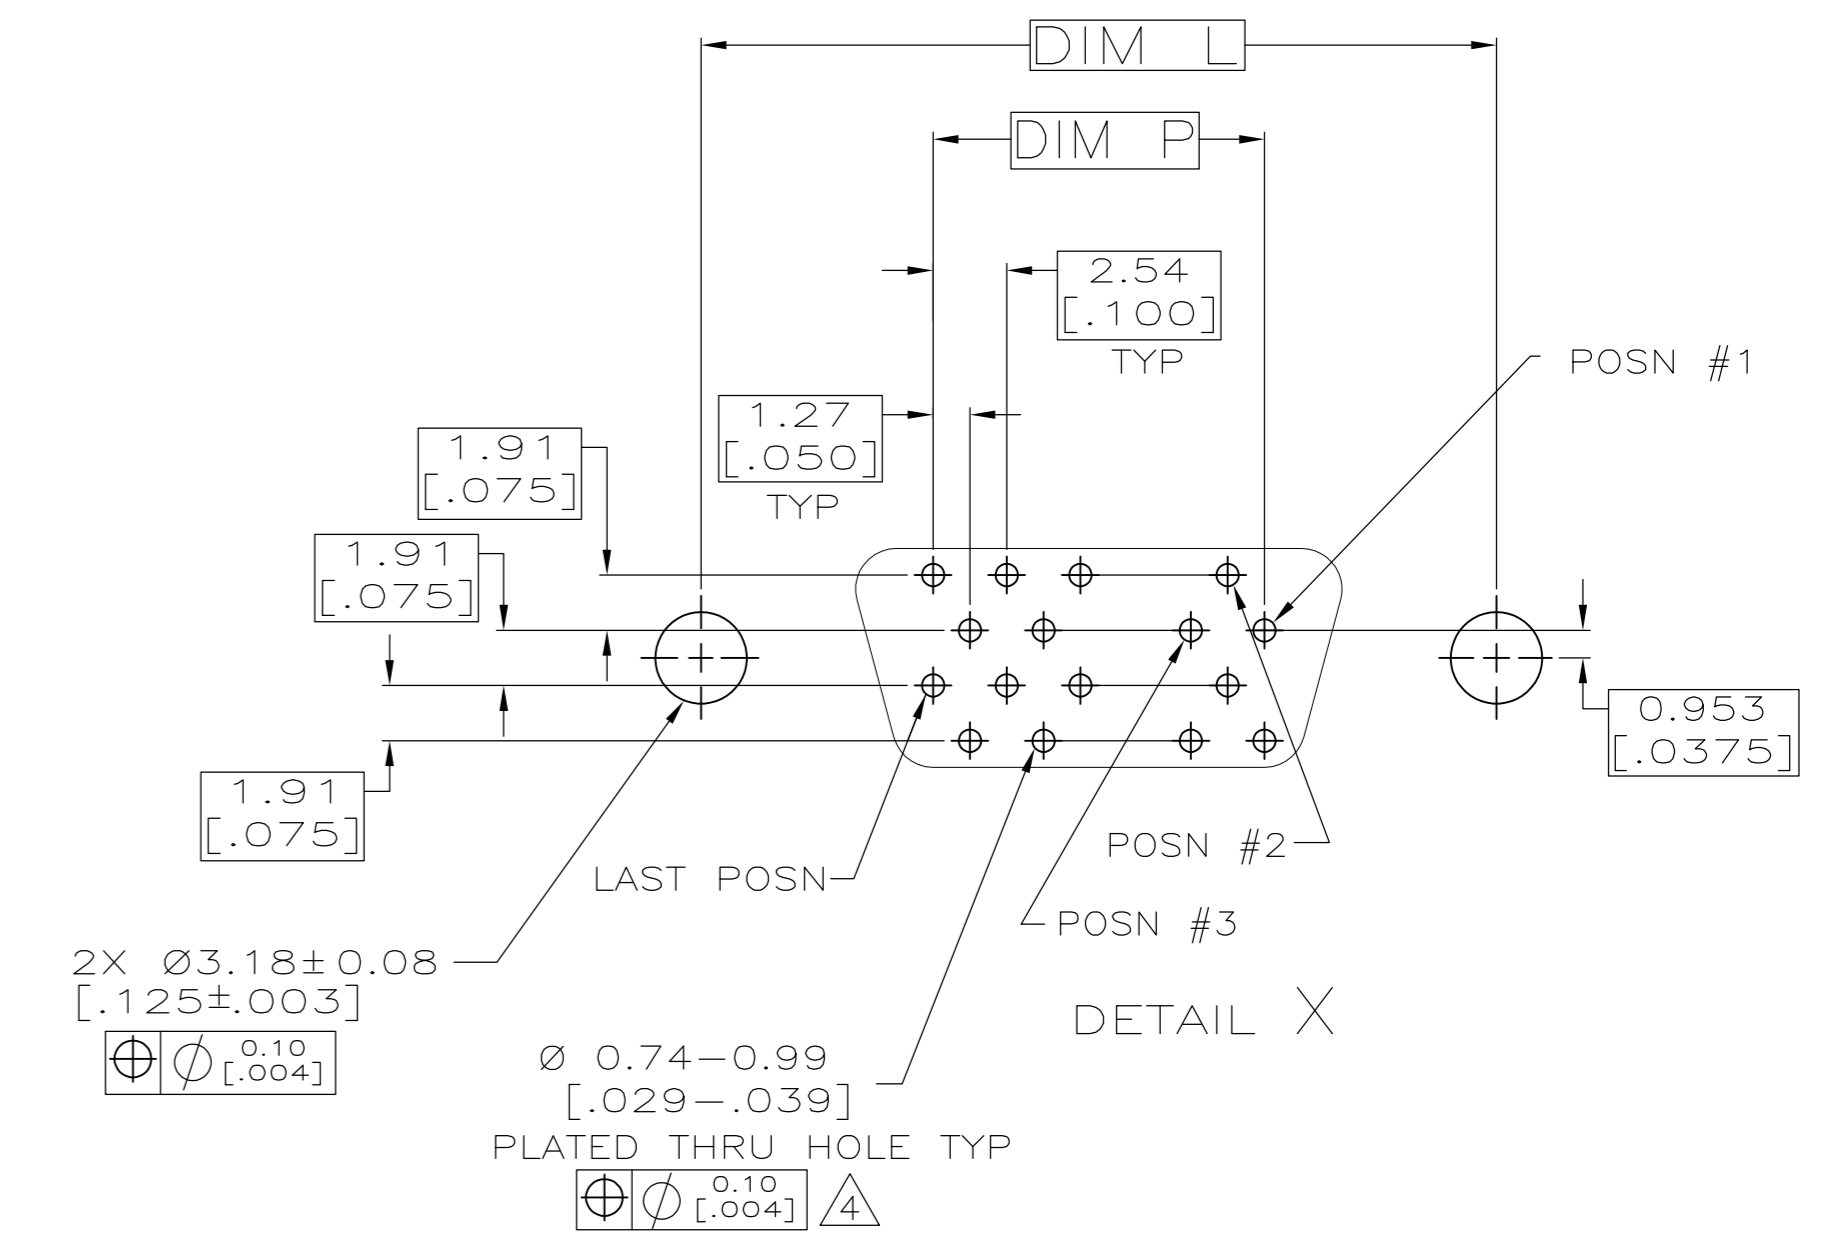 DIM L
DIM P
2.54
[.100]
TYP
POSN #1
1.27
[.050]
TYP
1.91
[.075]
1.91
[.075]
0.953
[.0375]
1.91
[.075]
POSN #2
LAST POSN
POSN #3
2X Ø3.18±0.08
[.125±.003]
⌖ Ø 0.10
[.004]
DETAIL X
Ø 0.74-0.99
[.029-.039]
PLATED THRU HOLE TYP
⌖ Ø 0.10
[.004]
4